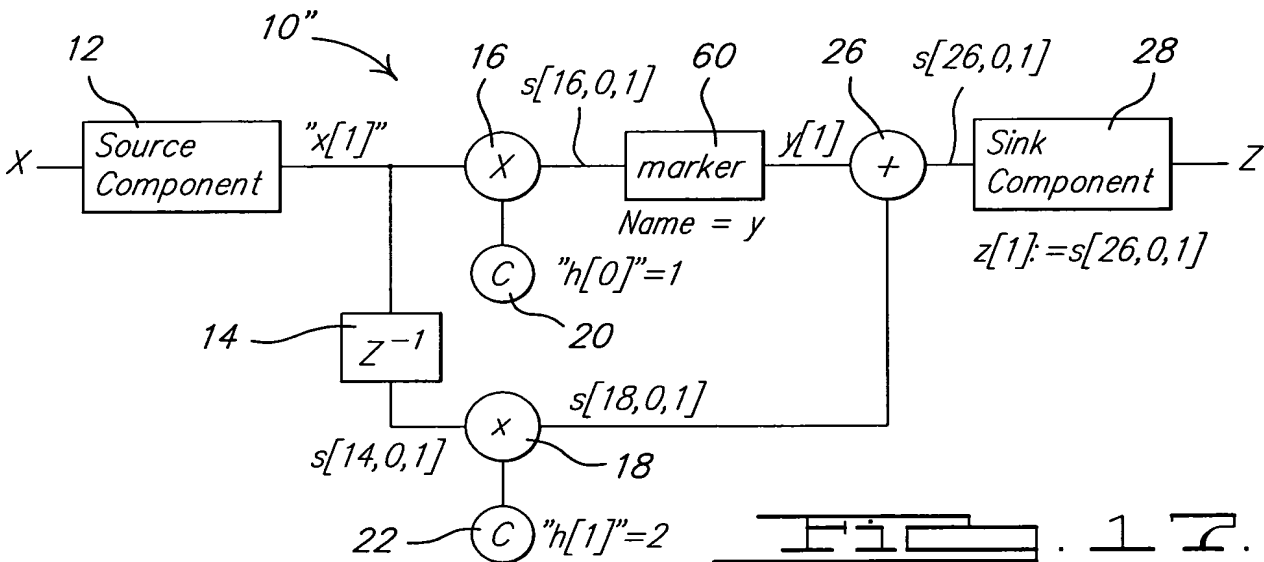 10"
12
16
60
26
28
s[16,0,1]
s[26,0,1]
X
Source
Component
"x[1]"
X
marker
y[1]
+
Sink
Component
Z
Name = y
z[1]:=s[26,0,1]
C
"h[0]"=1
20
14
Z⁻¹
s[18,0,1]
s[14,0,1]
x
18
22
C
"h[1]"=2
FIG. 17.